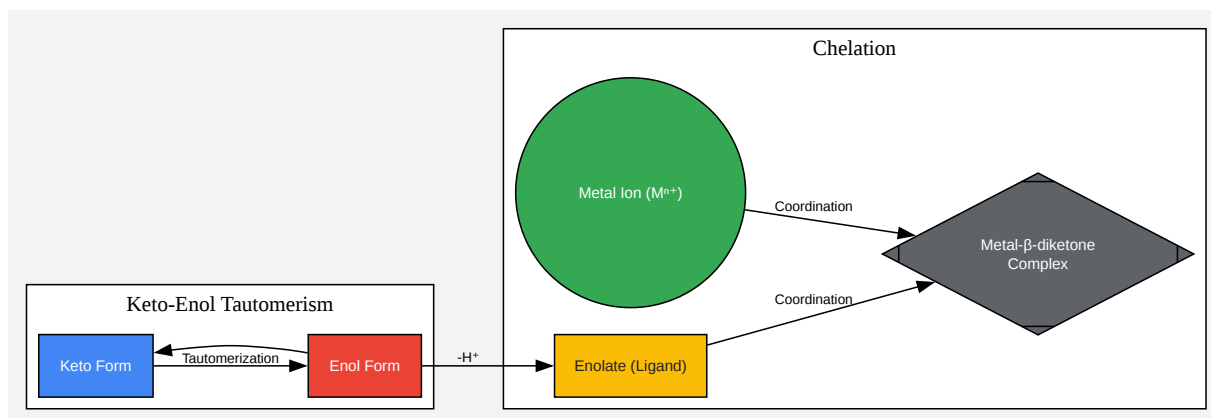 Chelation
Metal Ion (Mⁿ⁺)
Coordination
Metal-β-diketone
Complex
Coordination
Keto-Enol Tautomerism
Keto Form
Tautomerization
Enol Form
-H⁺
Enolate (Ligand)